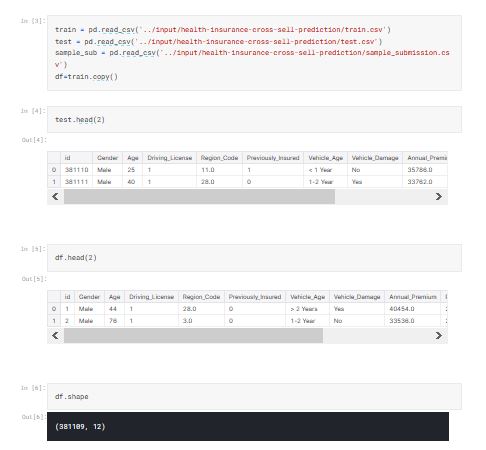 In [3]:
train = pd.read_csv('../input/health-insurance-cross-sell-prediction/train.csv')
test = pd.read_csv('../input/health-insurance-cross-sell-prediction/test.csv')
sample_sub = pd.read_csv('../input/health-insurance-cross-sell-prediction/sample_submission.cs
v')
df=train.copy()
In [4]:
test.head(2)
Out[4]:
id Gender Age Driving_License Region_Code Previously_Insured Vehicle_Age Vehicle_Damage Annual_Premi
0 381110 Male 25 1 11.0 1 < 1 Year No 35786.0
1 381111 Male 40 1 28.0 0 1-2 Year Yes 33762.0
In [5]:
df.head(2)
Out[5]:
id Gender Age Driving_License Region_Code Previously_Insured Vehicle_Age Vehicle_Damage Annual_Premium
0 1 Male 44 1 28.0 0 > 2 Years Yes 40454.0
1 2 Male 76 1 3.0 0 1-2 Year No 33536.0
In [6]:
df.shape
Out[6]:
(381109, 12)